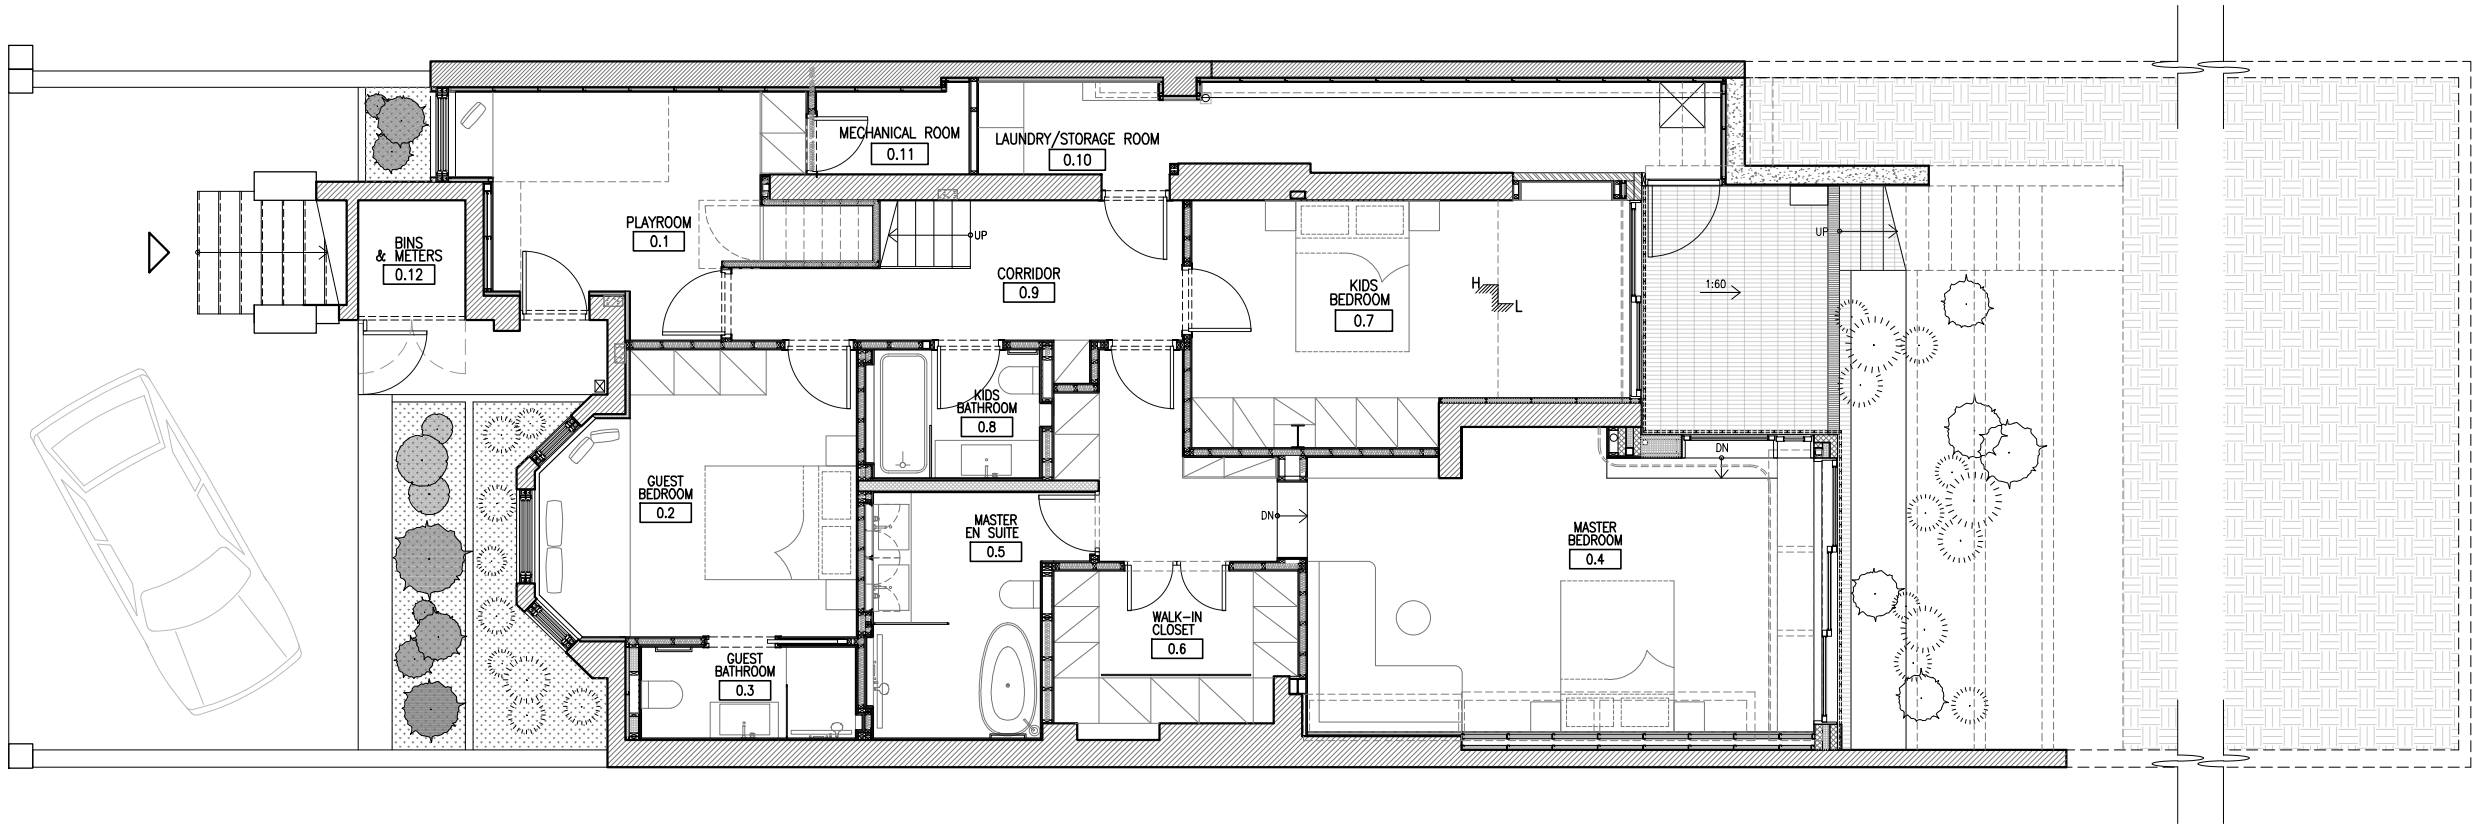 MECHANICAL ROOM
0.11
LAUNDRY/STORAGE ROOM
0.10
PLAYROOM
0.1
BINS
& METERS
0.12
UP
CORRIDOR
0.9
KIDS
BEDROOM
0.7
H
L
1:60
UP
KIDS
BATHROOM
0.8
GUEST
BEDROOM
0.2
MASTER
EN SUITE
0.5
DN
DN
MASTER
BEDROOM
0.4
WALK-IN
CLOSET
0.6
GUEST
BATHROOM
0.3